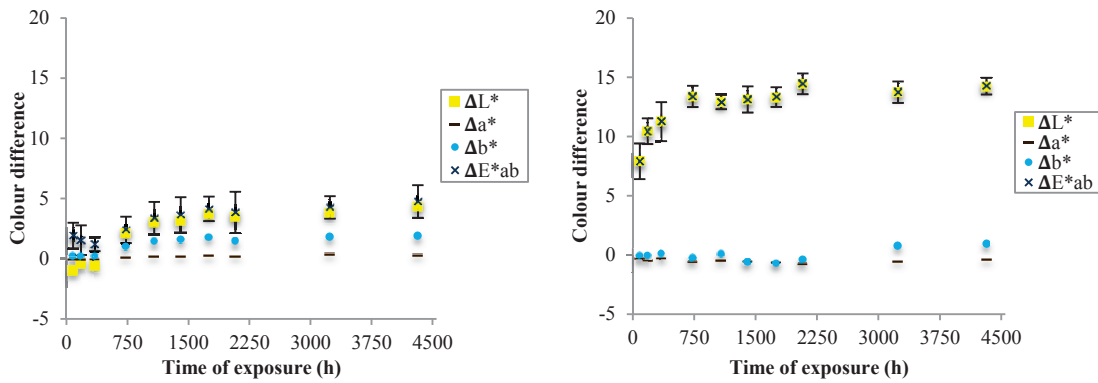 20
15
10
5
0
-5
Colour difference
0 750 1500 2250 3000 3750 4500
Time of exposure (h)
ΔL*
Δa*
Δb*
ΔE*ab
20
15
10
5
0
-5
Colour difference
0 750 1500 2250 3000 3750 4500
Time of exposure (h)
ΔL*
Δa*
Δb*
ΔE*ab